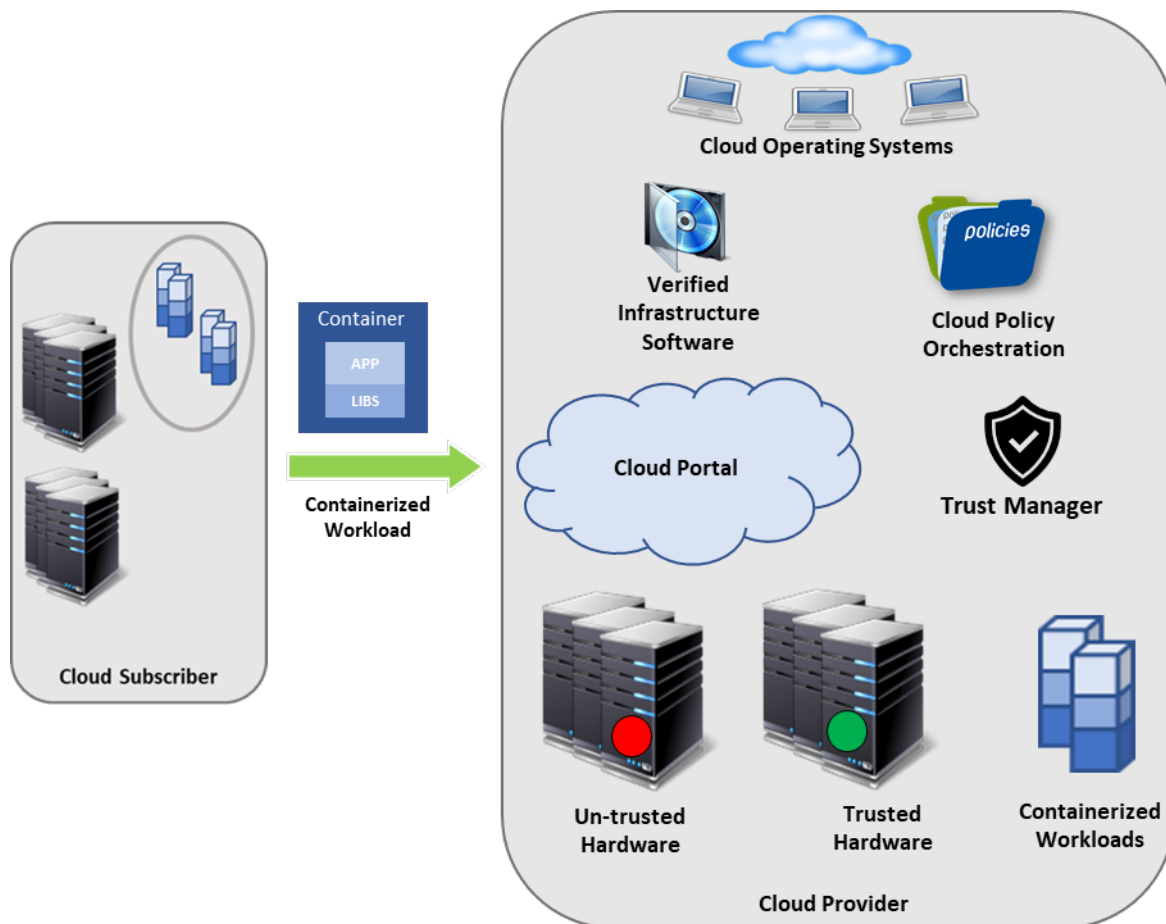 Cloud Operating Systems
policies
Verified
Infrastructure
Software
Cloud Policy
Orchestration
Container
APP
LIBS
Containerized
Workload
Cloud Portal
Trust Manager
Cloud Subscriber
Un-trusted
Hardware
Trusted
Hardware
Containerized
Workloads
Cloud Provider